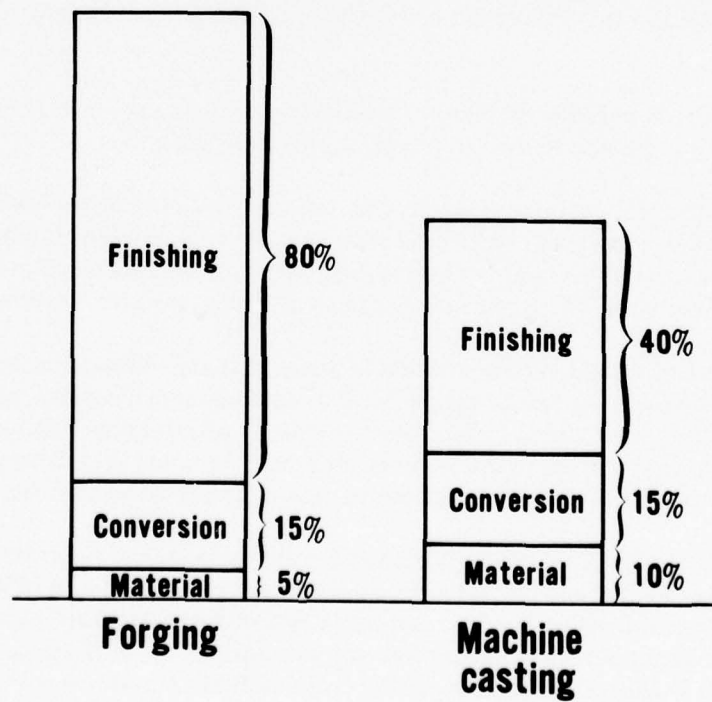 Finishing
80%
Conversion
15%
Material
5%
Forging
Finishing
40%
Conversion
15%
Material
10%
Machine
casting